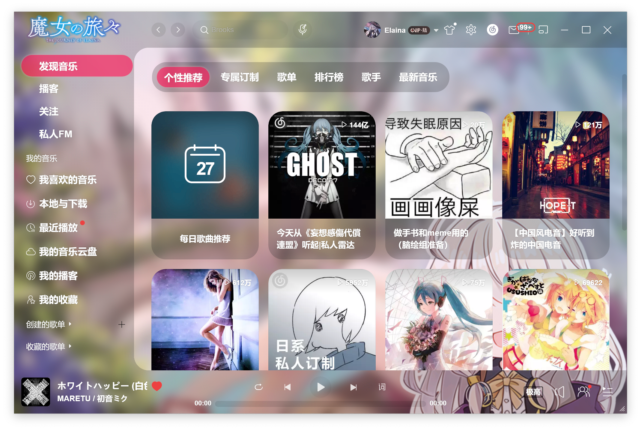 魔女の旅々
Elaina
99+
发现音乐
播客
关注
私人FM
我的音乐
我喜欢的音乐
本地与下载
最近播放
我的音乐云盘
我的播客
我的收藏
创建的歌单
收藏的歌单
个性推荐
专属订制
歌单
排行榜
歌手
最新音乐
27
每日歌曲推荐
144亿
GHOST
今天从《妄想感傷代償
連盟》听起|私人雷达
导致失眠原因
画画像屎
做手书和meme用的
(脑绘组准备)
HOPE T
【中国风电音】好听到
炸的中国电音
日系
私人订制
ホワイトハッピー (白
MARETU / 初音ミク
00:00
00:00
极高